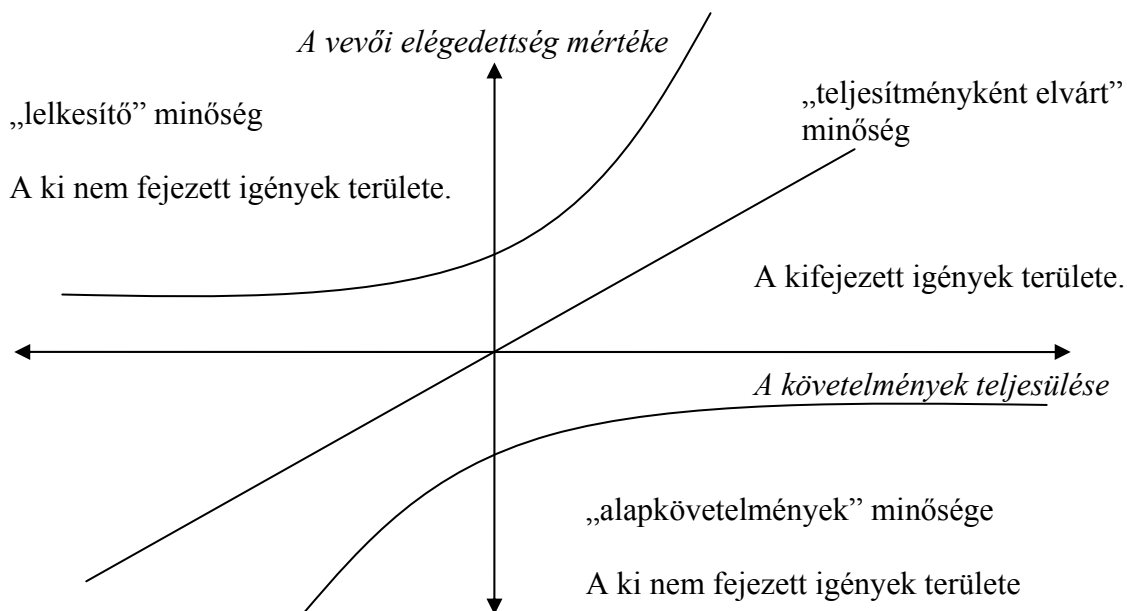 A vevői elégedettség mértéke
„lelkesítő” minőség
A ki nem fejezett igények területe.
„teljesítményként elvárt”
minőség
A kifejezett igények területe.
A követelmények teljesülése
„alapkövetelmények” minősége
A ki nem fejezett igények területe